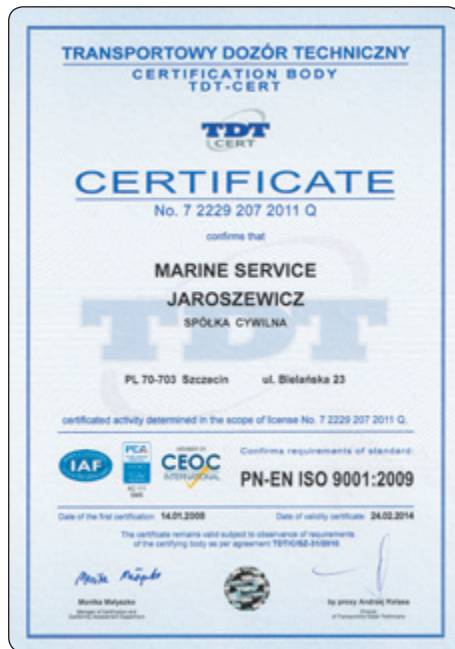 TRANSPORTOWY DOZÓR TECHNICZNY
CERTIFICATION BODY
TDT-CERT
TDT
CERT
CERTIFICATE
No. 7 2229 207 2011 Q
confirms that
MARINE SERVICE
JAROSZEWICZ
SPÓŁKA CYWILNA
TDT
PL 70-703 Szczecin ul. Bielańska 23
certificated activity determined in the scope of license No. 7 2229 207 2011 Q.
IAF
PCA
MEMBER OF
CEOC
INTERNATIONAL
Confirms requirements of standard:
PN-EN ISO 9001:2009
Date of the first certification 14.01.2008 Date of validity certificate 24.02.2014
The certificate remains valid subject to observance of requirements
of the certifying body as per agreement
by proxy Andrzej